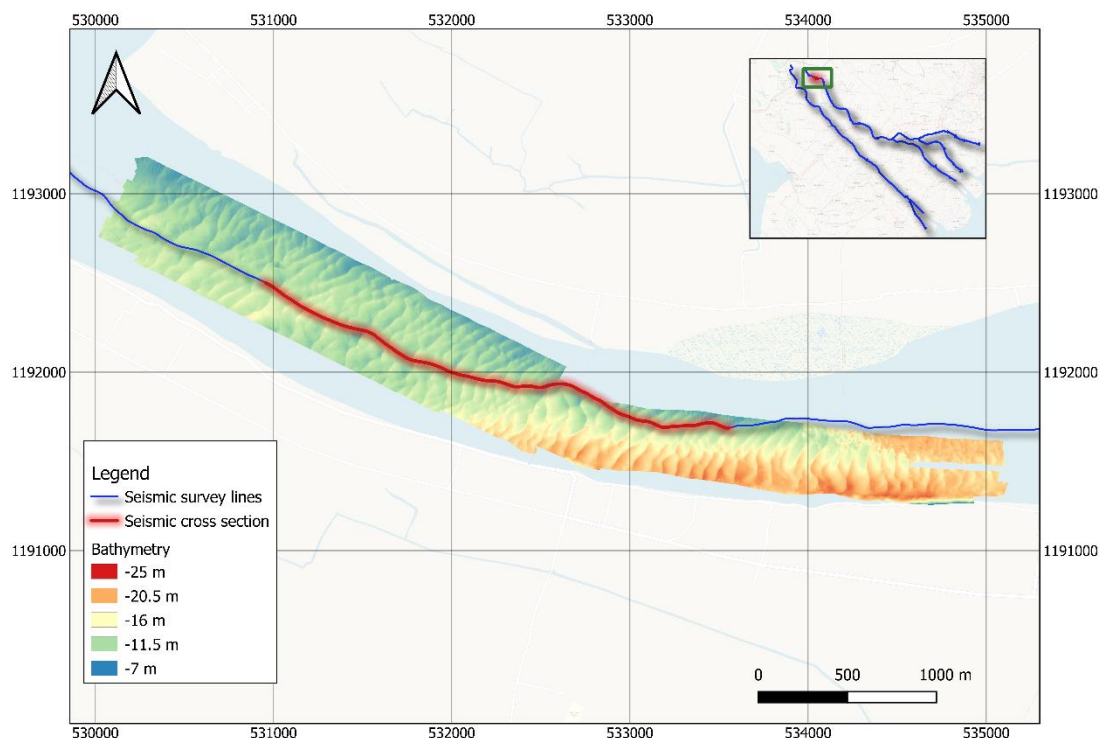 530000 531000 532000 533000 534000 535000
1193000 1193000
1192000 1192000
1191000 1191000
Legend
Seismic survey lines
Seismic cross section
Bathymetry
-25 m
-20.5 m
-16 m
-11.5 m
-7 m
0 500 1000 m
530000 531000 532000 533000 534000 535000